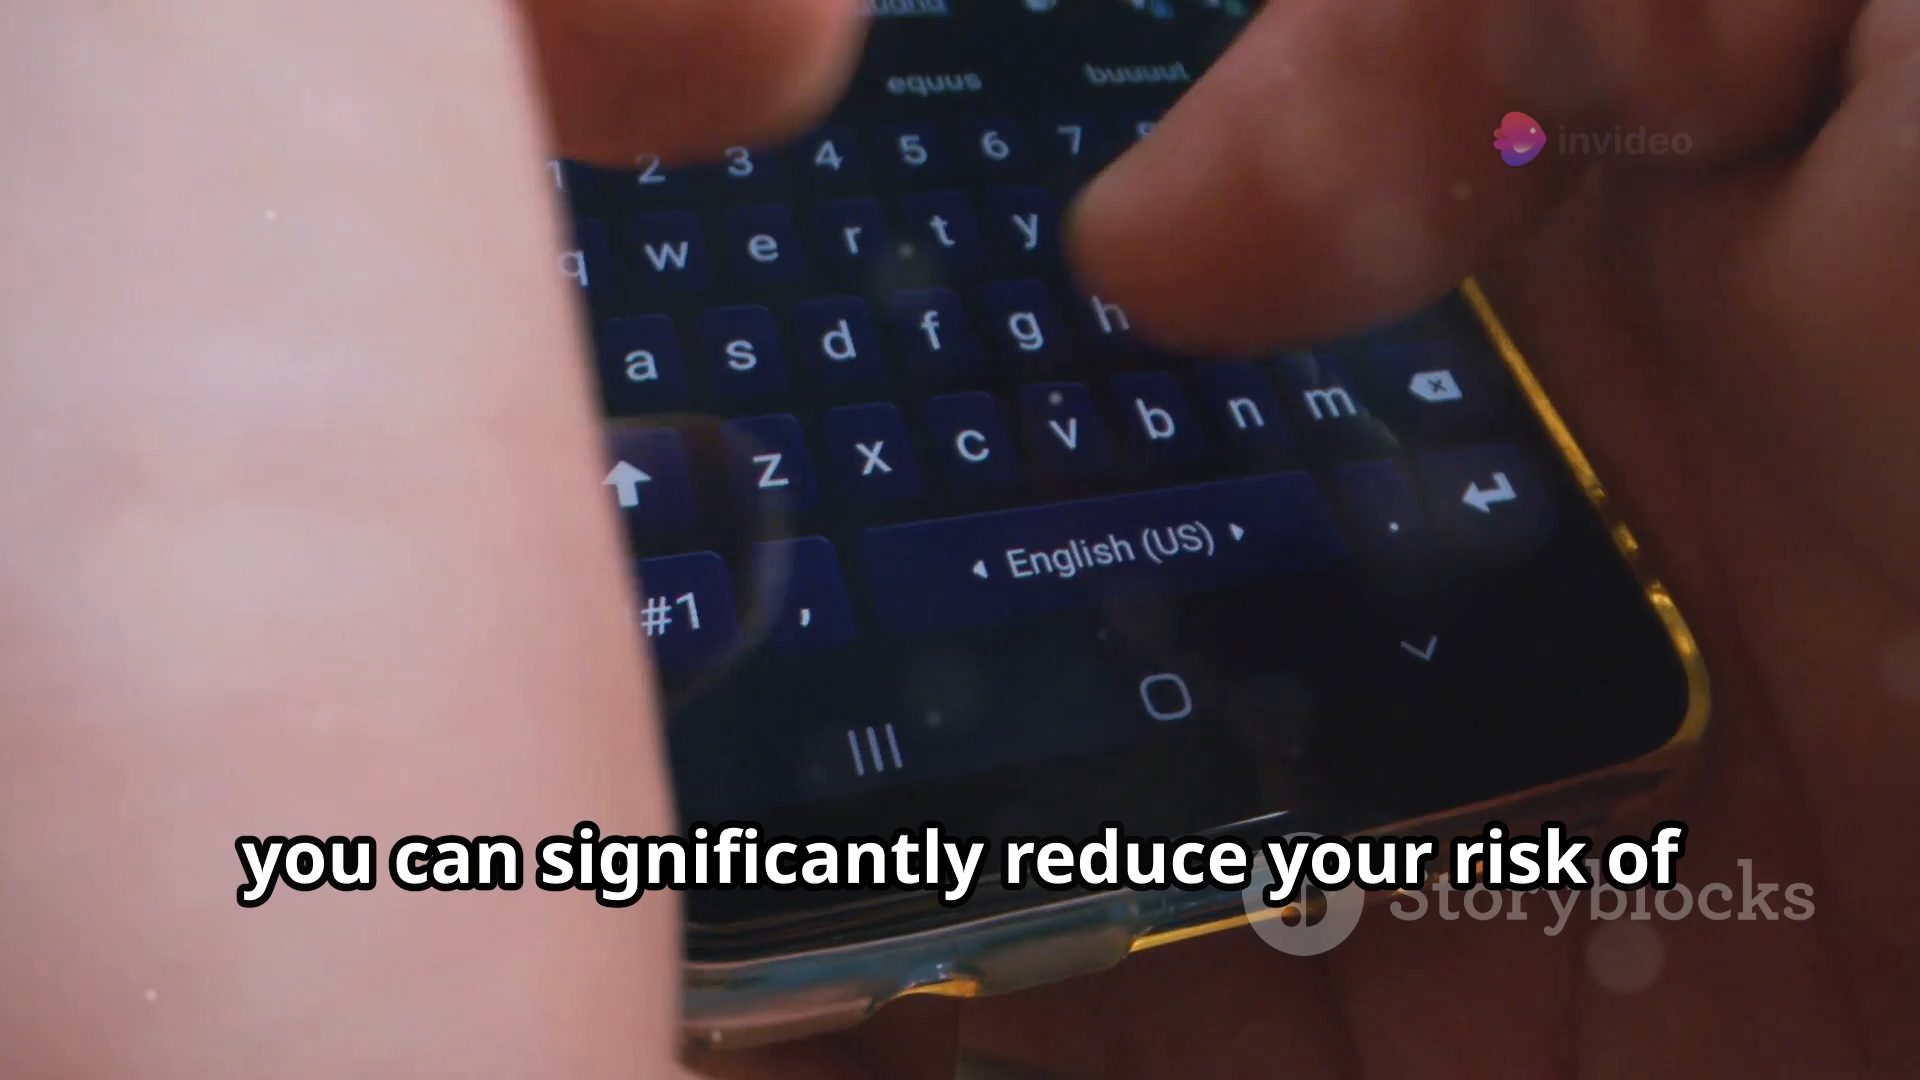 equus buuuut
invideo
1 2 3 4 5 6 7
q w e r t y
a s d f g h
z x c v b n m
#1 , English (US) .
you can significantly reduce your risk of
Storyblocks